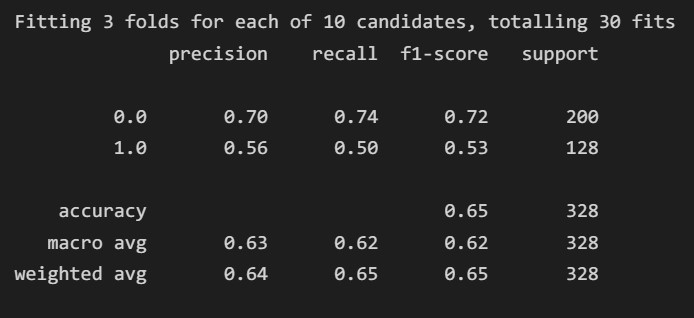 Fitting 3 folds for each of 10 candidates, totalling 30 fits
precision recall f1-score support
0.0 0.70 0.74 0.72 200
1.0 0.56 0.50 0.53 128
accuracy 0.65 328
macro avg 0.63 0.62 0.62 328
weighted avg 0.64 0.65 0.65 328